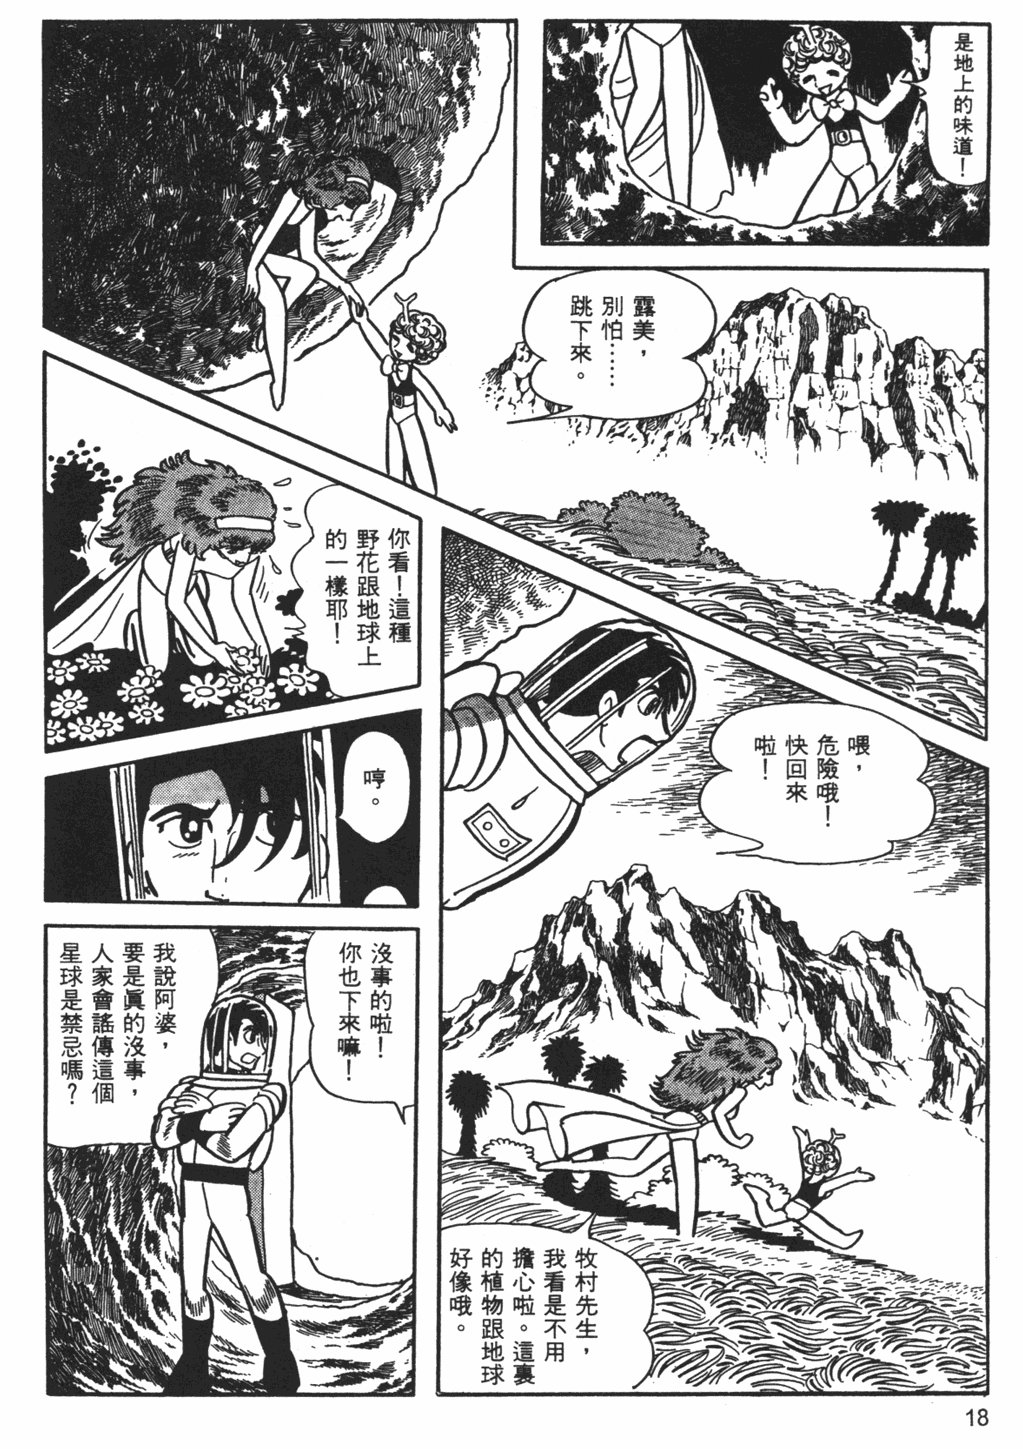 是地上的味道！
露美，
別怕……
跳下來。
喂，
危險哦！
快回來
啦！
牧村先生，
我看是不用
擔心啦。這裏
的植物跟地球
好像哦。
你看！這種
野花跟地球上
的一樣耶！
哼。
沒事的啦！
你也下來嘛！
我說阿婆，
要是眞的沒事，
人家會謠傳這個
星球是禁忌嗎？
18